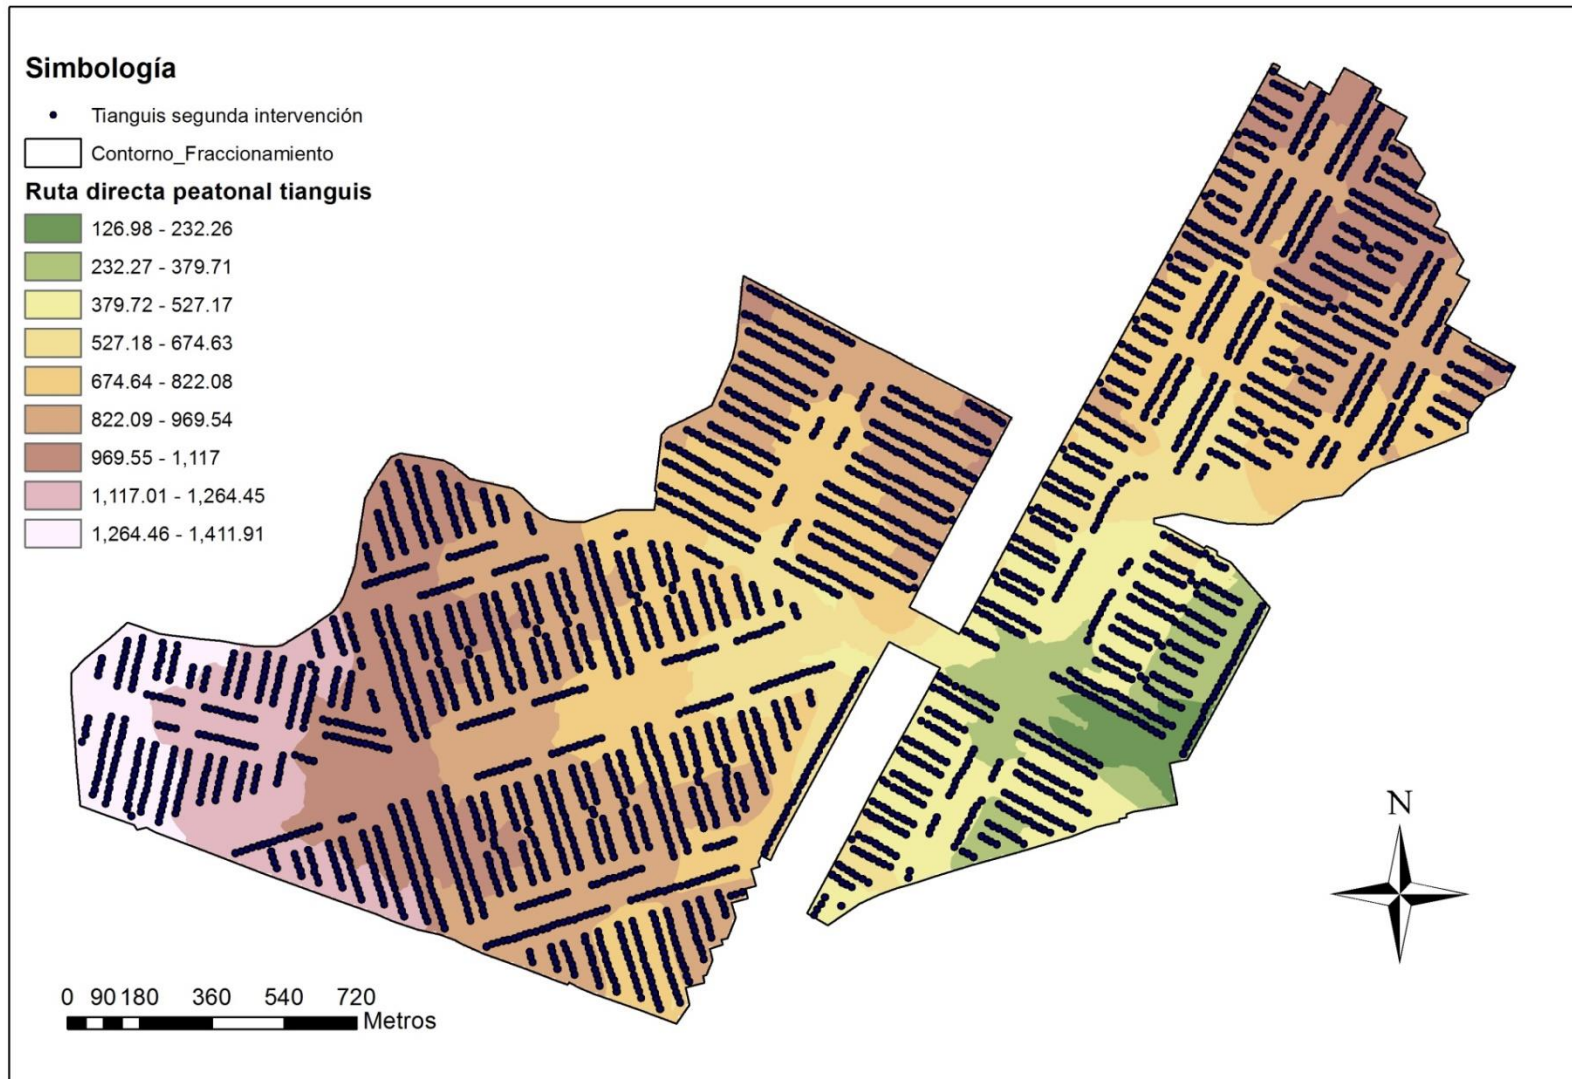 Simbología
Tianguis segunda intervención
Contorno_Fraccionamiento
Ruta directa peatonal tianguis
126.98 - 232.26
232.27 - 379.71
379.72 - 527.17
527.18 - 674.63
674.64 - 822.08
822.09 - 969.54
969.55 - 1,117
1,117.01 - 1,264.45
1,264.46 - 1,411.91
N
0 90 180 360 540 720
Metros